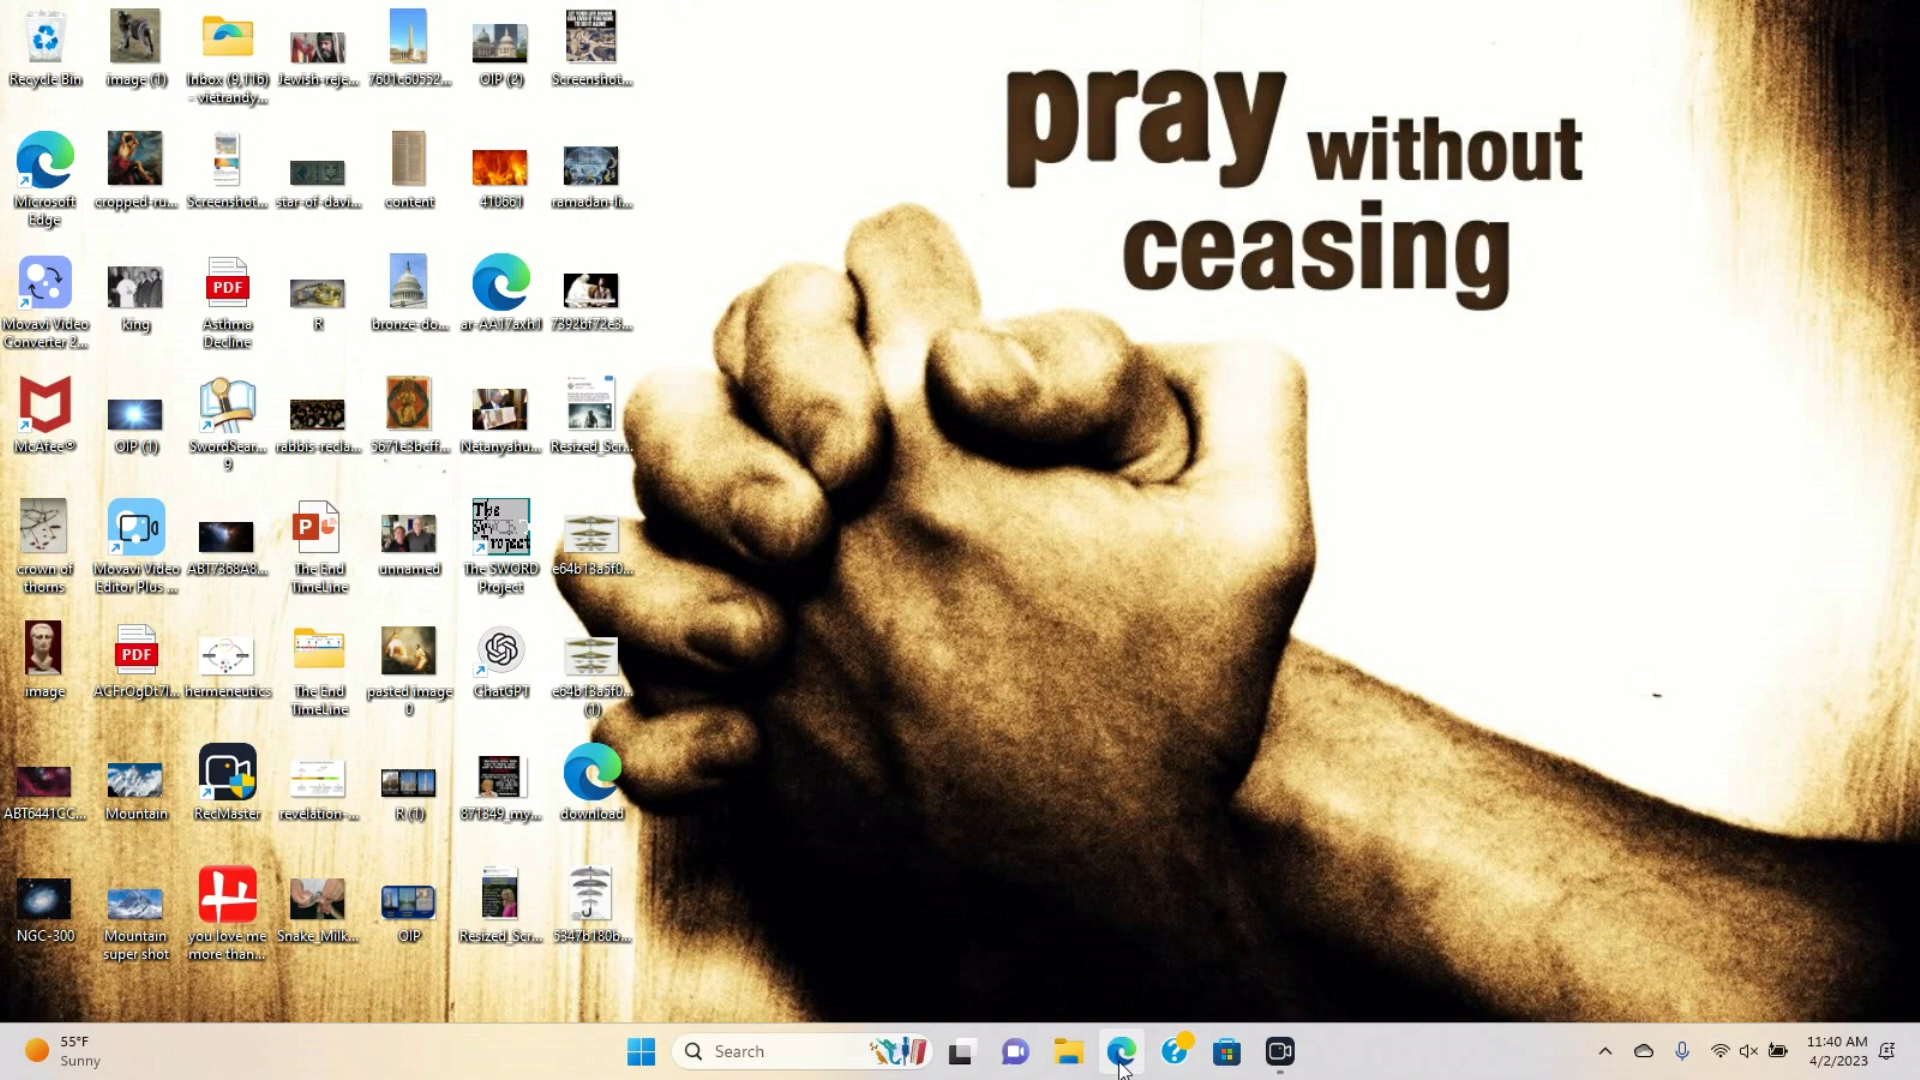 pray without
ceasing
Recycle Bin
image (1)
Inbox (9,116)
- vietrandy...
Jewish-reje...
7601c60552...
OIP (2)
Screenshot...
Microsoft
Edge
cropped-ru...
Screenshot...
star-of-davi...
content
419661
ramadan-li...
Movavi Video
Converter 2...
king
PDF
Asthma
Decline
R
bronze-do...
ar-AA17axh1
7392bf72e3...
McAfee®
OIP (1)
SwordSear...
9
rabbis-recla...
5671e3bcff...
Netanyahu...
Resized_Scr...
crown of
thorns
Movavi Video
Editor Plus ...
ABT7368A8...
P
The End
TimeLine
unnamed
The
Project
The SWORD
Project
e64b13a5f0...
image
PDF
ACFrOgDt7I...
hermeneutics
The End
TimeLine
pasted image
0
ChatGPT
e64b13a5f0...
(1)
ABT6441CC...
Mountain
RecMaster
revelation-...
R (1)
871349_my...
download
NGC-300
Mountain
super shot
you love me
more than...
Snake_Milk...
OIP
Resized_Scr...
5347b180b...
55°F
Sunny
Search
11:40 AM
4/2/2023